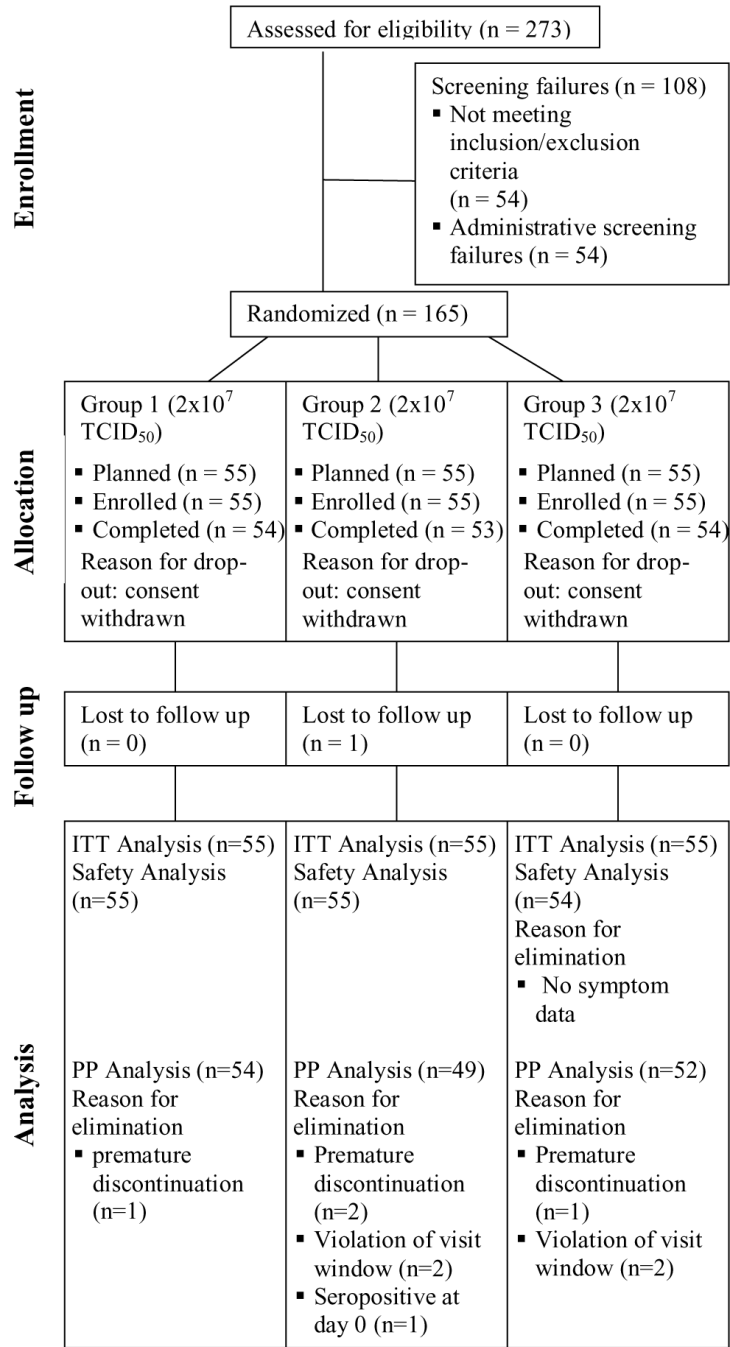 Assessed for eligibility (n = 273)
Enrollment
Screening failures (n = 108)
▪ Not meeting
inclusion/exclusion
criteria
(n = 54)
▪ Administrative screening
failures (n = 54)
Randomized (n = 165)
Allocation
Group 1 (2x10⁷
TCID₅₀)
▪ Planned (n = 55)
▪ Enrolled (n = 55)
▪ Completed (n = 54)
Reason for drop-
out: consent
withdrawn
Group 2 (2x10⁷
TCID₅₀)
▪ Planned (n = 55)
▪ Enrolled (n = 55)
▪ Completed (n = 53)
Reason for drop-
out: consent
withdrawn
Group 3 (2x10⁷
TCID₅₀)
▪ Planned (n = 55)
▪ Enrolled (n = 55)
▪ Completed (n = 54)
Reason for drop-
out: consent
withdrawn
Follow up
Lost to follow up
(n = 0)
Lost to follow up
(n = 1)
Lost to follow up
(n = 0)
Analysis
ITT Analysis (n=55)
Safety Analysis
(n=55)
PP Analysis (n=54)
Reason for
elimination
▪ premature
discontinuation
(n=1)
ITT Analysis (n=55)
Safety Analysis
(n=55)
PP Analysis (n=49)
Reason for
elimination
▪ Premature
discontinuation
(n=2)
▪ Violation of visit
window (n=2)
▪ Seropositive at
day 0 (n=1)
ITT Analysis (n=55)
Safety Analysis
(n=54)
Reason for
elimination
▪ No symptom
data
PP Analysis (n=52)
Reason for
elimination
▪ Premature
discontinuation
(n=1)
▪ Violation of visit
window (n=2)